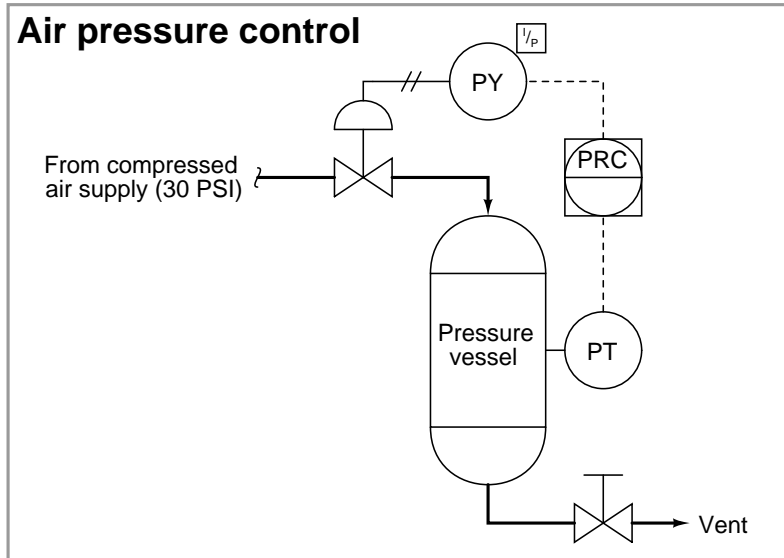 Air pressure control
I/P
PY
PRC
From compressed
air supply (30 PSI)
Pressure
vessel
PT
Vent